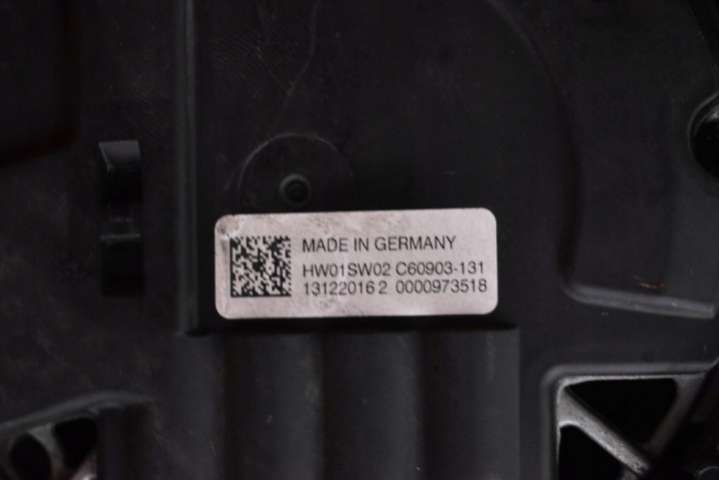 MADE IN GERMANY
HW01SW02 C60903-131
13122016 2 0000973518